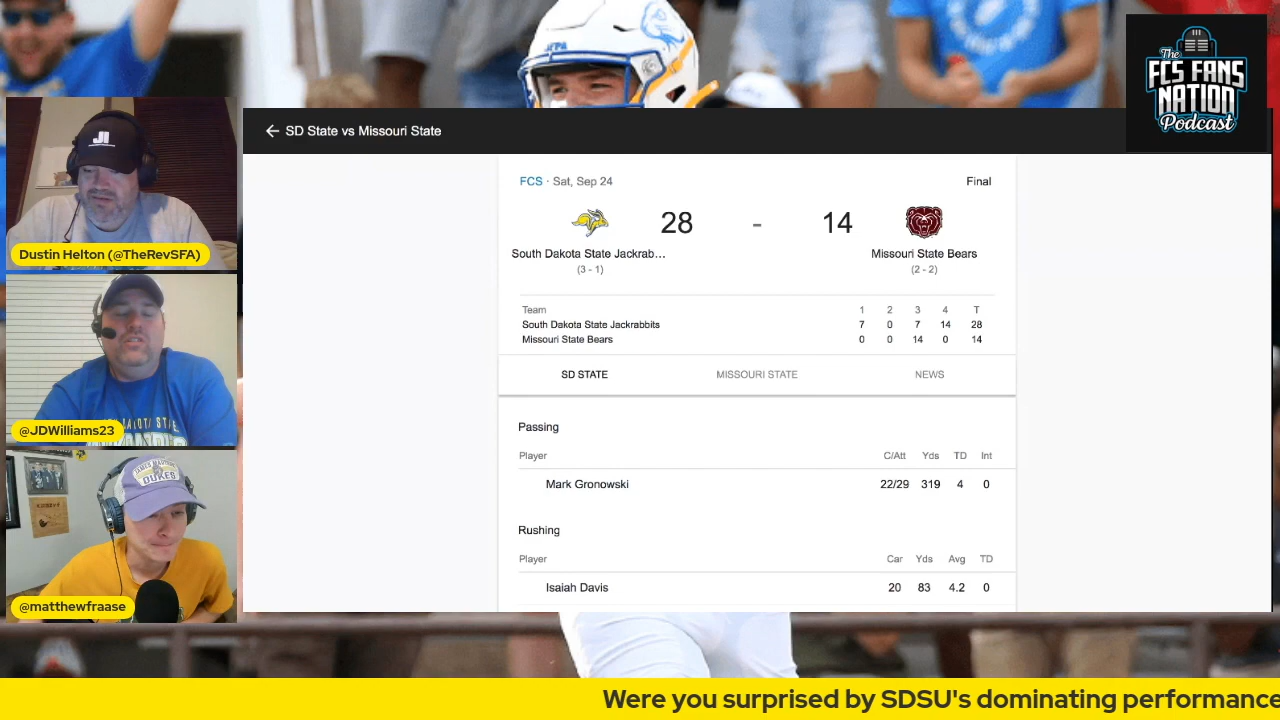 The
FCS FANS
NATION
Podcast
JI
Dustin Helton (@TheRevSFA)
@JDWilliams23
JAMES MADISON
DUKES
@matthewfraase
SD State vs Missouri State
FCS · Sat, Sep 24
Final
28 - 14
South Dakota State Jackrab... Missouri State Bears
(3 - 1) (2 - 2)
Team 1 2 3 4 T
South Dakota State Jackrabbits 7 0 7 14 28
Missouri State Bears 0 0 14 0 14
SD STATE MISSOURI STATE NEWS
Passing
Player C/Att Yds TD Int
Mark Gronowski 22/29 319 4 0
Rushing
Player Car Yds Avg TD
Isaiah Davis 20 83 4.2 0
Were you surprised by SDSU's dominating performance